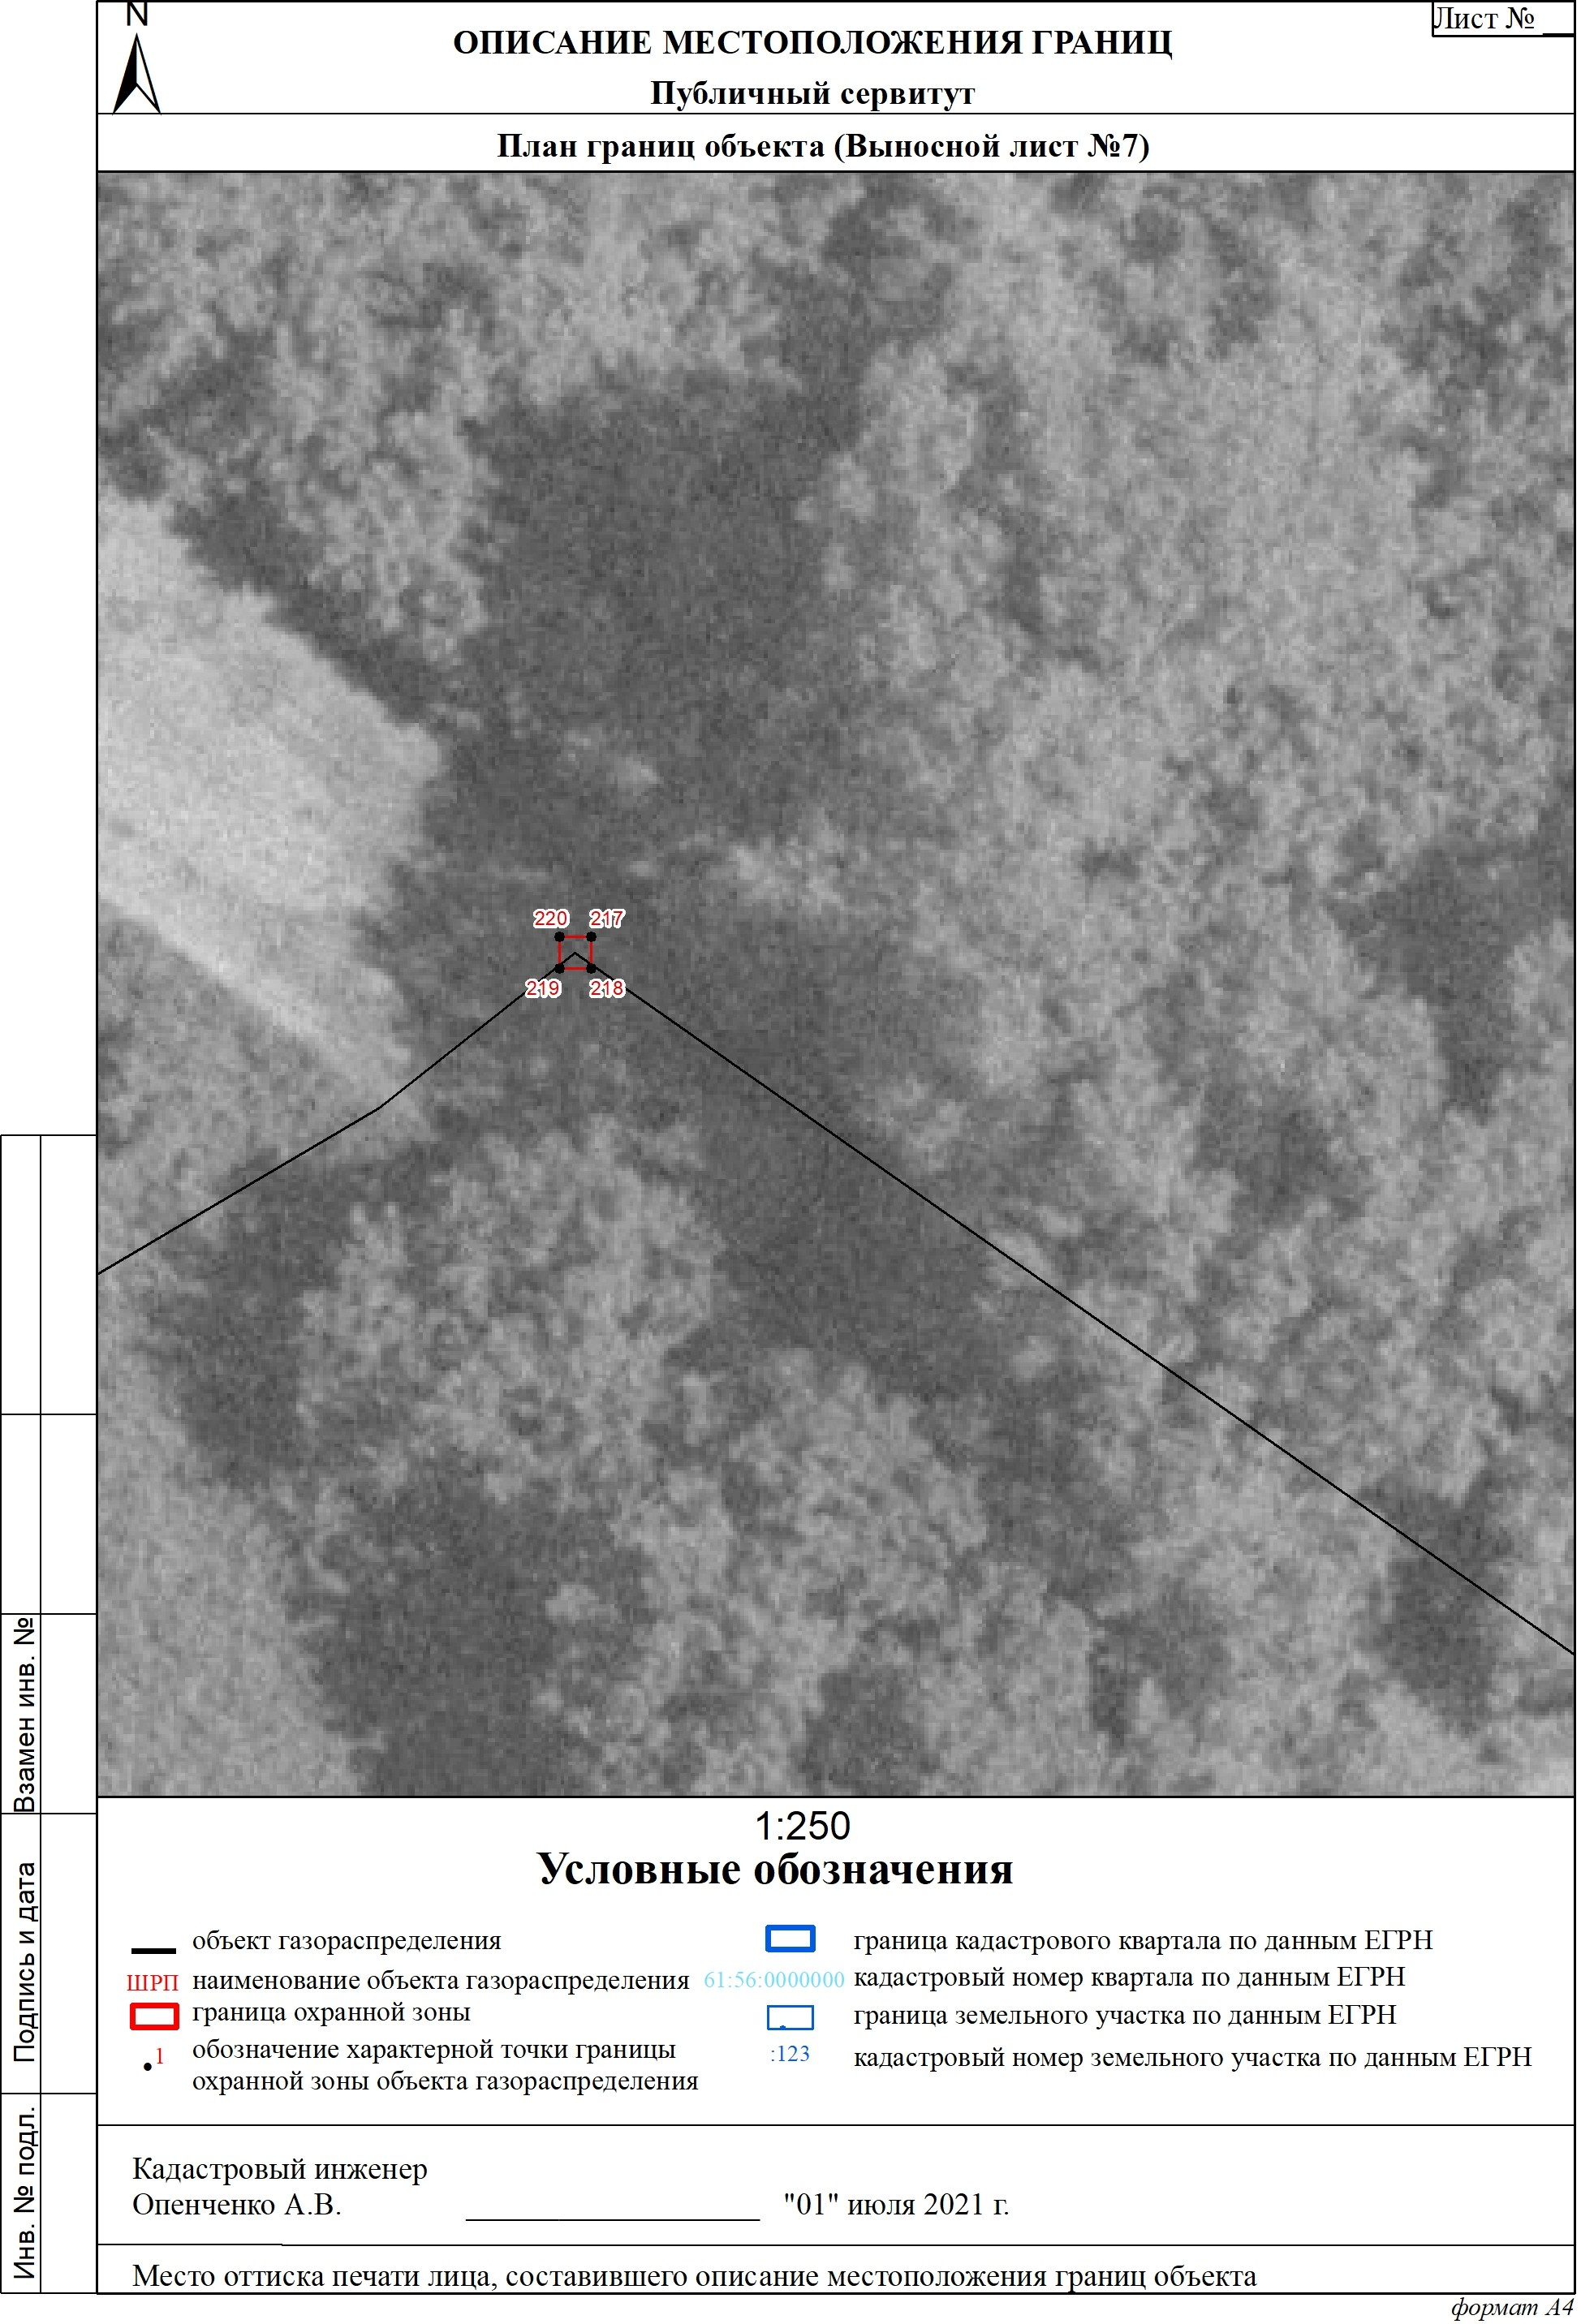 N
Лист № __
ОПИСАНИЕ МЕСТОПОЛОЖЕНИЯ ГРАНИЦ
Публичный сервитут
План границ объекта (Выносной лист №7)
220 217
219 218
1:250
Условные обозначения
объект газораспределения
ШРП наименование объекта газораспределения
граница охранной зоны
1 обозначение характерной точки границы
охранной зоны объекта газораспределения
граница кадастрового квартала по данным ЕГРН
61:56:0000000 кадастровый номер квартала по данным ЕГРН
граница земельного участка по данным ЕГРН
:123 кадастровый номер земельного участка по данным ЕГРН
Взамен инв. №
Подпись и дата
Инв. № подл.
Кадастровый инженер
Опенченко А.В. ____________________ "01" июля 2021 г.
Место оттиска печати лица, составившего описание местоположения границ объекта
формат А4